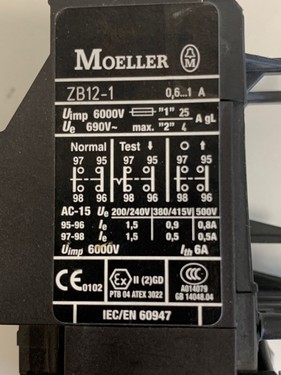 MOELLER
ZB12-1 0,6...1 A
Uimp 6000V "1" 25 A gL
Ue 690V~ max. "2" 4
Normal Test ↓ O ↑
97 95 97 95 97 95
98 96 98 96 98 96
AC-15 Ue 200/240V 380/415V 500V
95-96 Ie 1,5 0,9 0,8A
97-98 Ie 1,5 0,5 0,5A
Uimp 6000V Ith 6A
CE 0102 Ex II (2)GD CCC
PTB 04 ATEX 3022 A014079
GB 14048.04
IEC/EN 60947